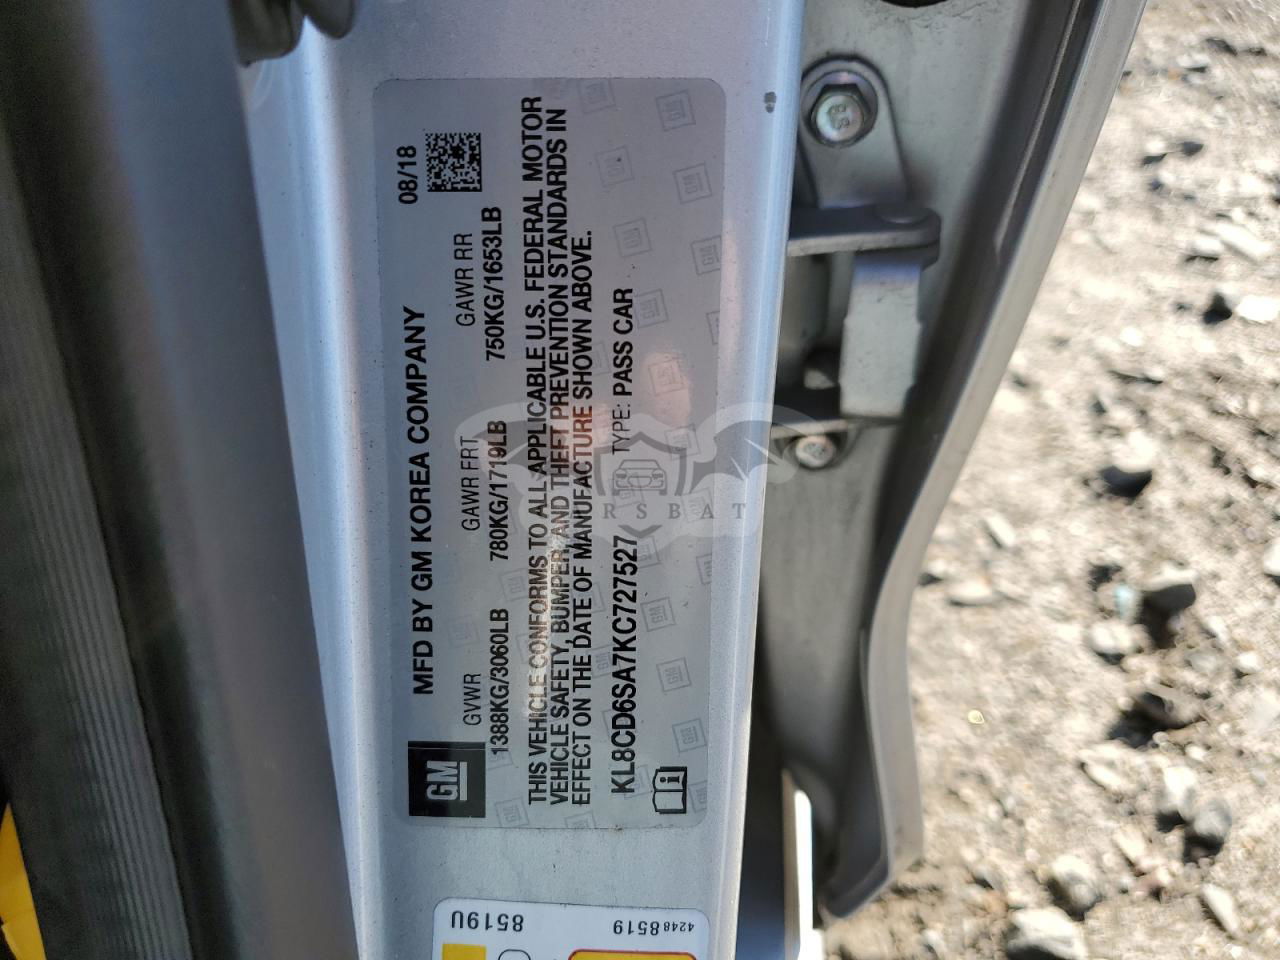 MFD BY GM KOREA COMPANY 08/18
GM
GVWR GAWR FRT GAWR RR
1388KG/3060LB 780KG/1719LB 750KG/1653LB
THIS VEHICLE CONFORMS TO ALL APPLICABLE U.S. FEDERAL MOTOR
VEHICLE SAFETY, BUMPER, AND THEFT PREVENTION STANDARDS IN
EFFECT ON THE DATE OF MANUFACTURE SHOWN ABOVE.
KL8CD6SA7KC727527 TYPE: PASS CAR
8519U
42488519